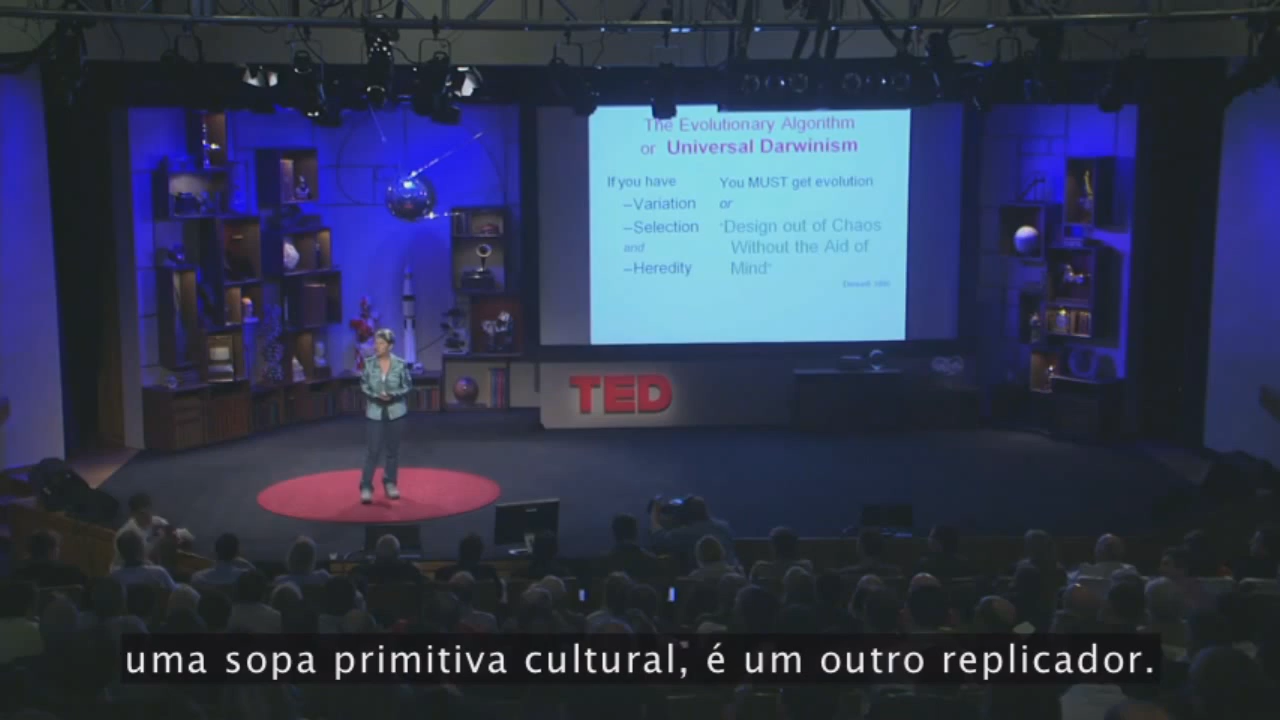 The Evolutionary Algorithm
or Universal Darwinism
If you have
–Variation
–Selection
and
–Heredity
You MUST get evolution
or
"Design out of Chaos
Without the Aid of
Mind"
TED
uma sopa primitiva cultural, é um outro replicador.